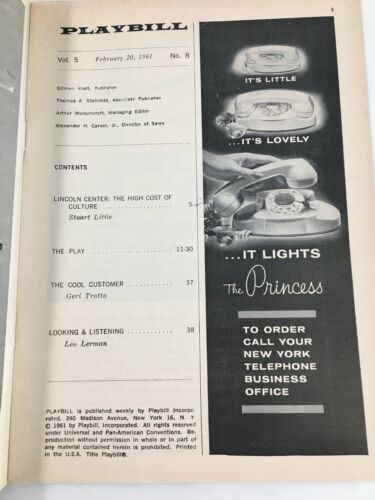 3
PLAYBILL
Vol. 5 February 20, 1961 No. 8
Gilman Kraft, Publisher
Thomas A. Steinfeld, Associate Publisher
Arthur Wolsoncroft, Managing Editor
Alexander H. Carver, Jr., Director of Sales
CONTENTS
LINCOLN CENTER: THE HIGH COST OF
CULTURE .................... 5
Stuart Little
THE PLAY .................... 11-30
THE COOL CUSTOMER ........... 37
Geri Trotta
LOOKING & LISTENING ............ 38
Leo Lerman
PLAYBILL is published weekly by Playbill Incorpo-
rated, 240 Madison Avenue, New York 16, N. Y.
© 1961 by Playbill, Incorporated. All rights reserved
under Universal and Pan-American Conventions. Re-
production without permission in whole or in part of
any material contained herein is prohibited. Printed
in the U.S.A. Title Playbill®.
IT'S LITTLE
...IT'S LOVELY
...IT LIGHTS
The Princess
TO ORDER
CALL YOUR
NEW YORK
TELEPHONE
BUSINESS
OFFICE